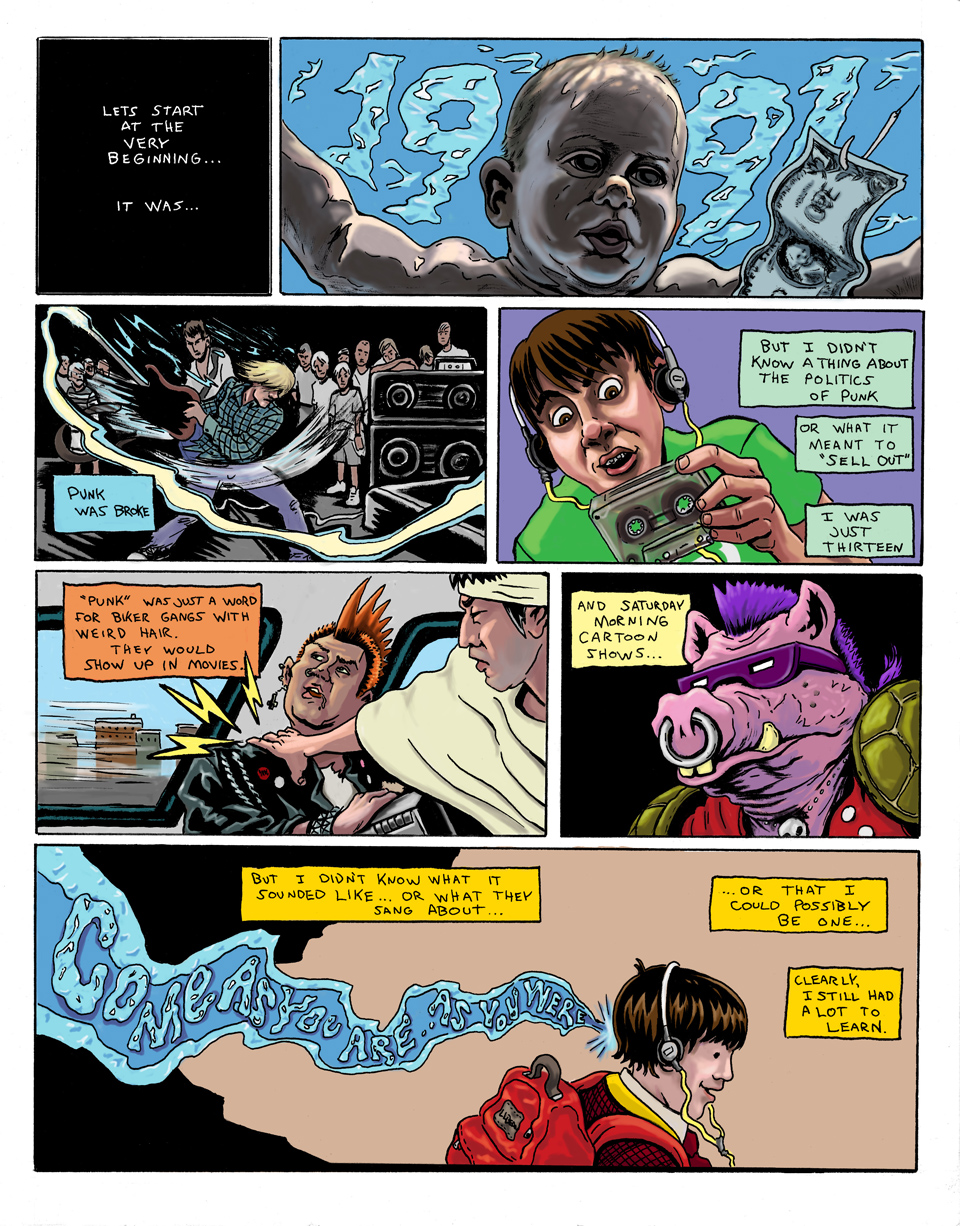 LETS START
AT THE
VERY
BEGINNING...
IT WAS...
1991
ONE
PUNK
WAS BROKE
BUT I DIDN'T
KNOW A THING ABOUT
THE POLITICS
OF PUNK
OR WHAT IT
MEANT TO
"SELL OUT"
I WAS
JUST
THIRTEEN
"PUNK" WAS JUST A WORD
FOR BIKER GANGS WITH
WEIRD HAIR.
THEY WOULD
SHOW UP IN MOVIES.
AND SATURDAY
MORNING
CARTOON
SHOWS...
BUT I DIDN'T KNOW WHAT IT
SOUNDED LIKE... OR WHAT THEY
SANG ABOUT...
...OR THAT I
COULD POSSIBLY
BE ONE...
COME AS YOU ARE. AS YOU WERE
CLEARLY,
I STILL HAD
A LOT TO
LEARN.